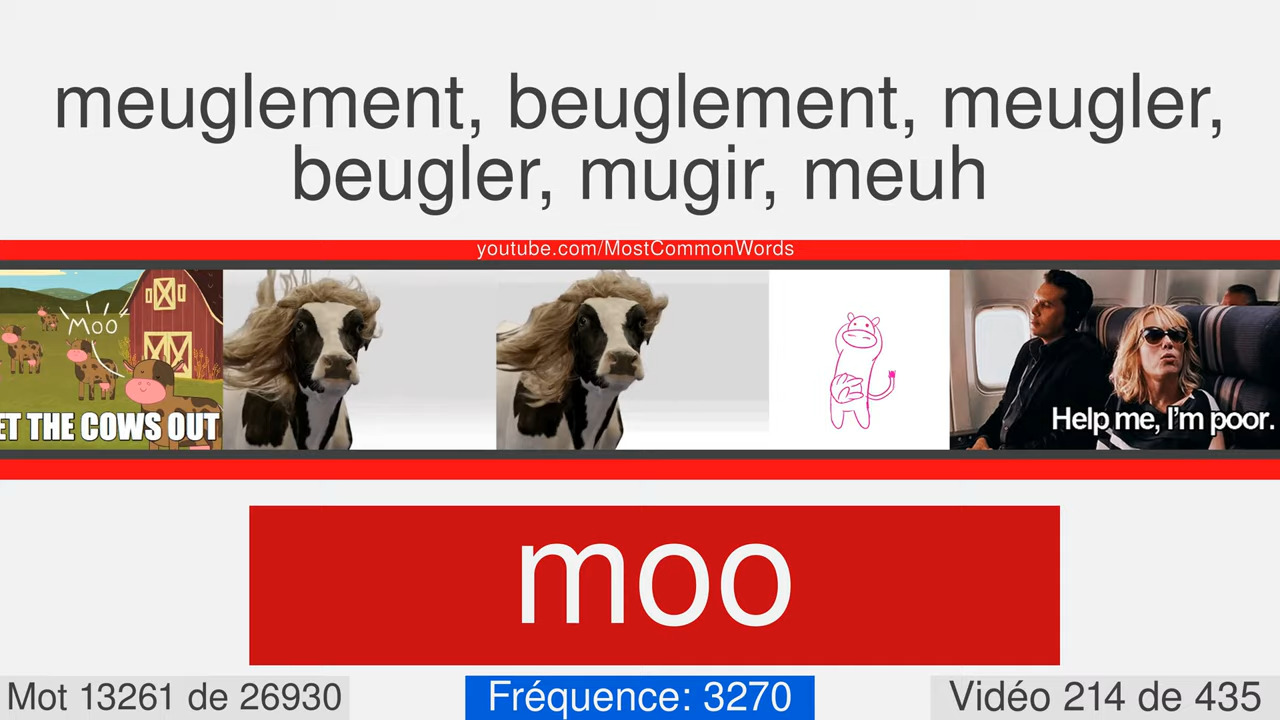 meuglement, beuglement, meugler,
beugler, mugir, meuh
youtube.com/MostCommonWords
Moo
ET THE COWS OUT
Help me, I'm poor.
moo
Mot 13261 de 26930
Fréquence: 3270
Vidéo 214 de 435